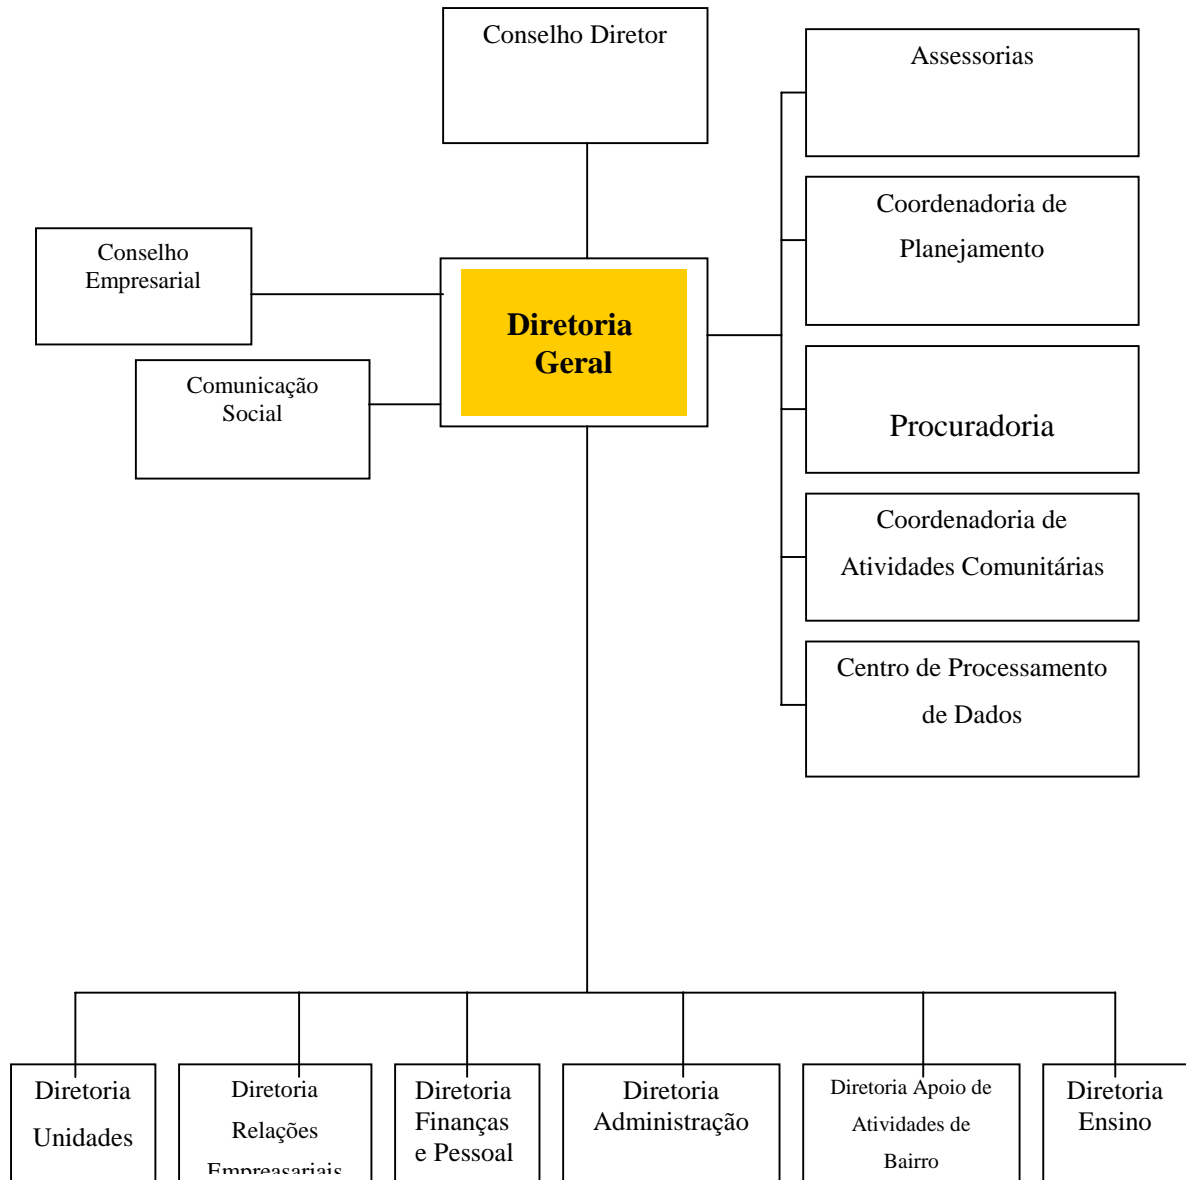 Conselho Diretor
Assessorias
Coordenadoria de
Planejamento
Conselho
Empresarial
Diretoria
Geral
Comunicação
Social
Procuradoria
Coordenadoria de
Atividades Comunitárias
Centro de Processamento
de Dados
Diretoria
Unidades
Diretoria
Relações
Empreasariais
Diretoria
Finanças
e Pessoal
Diretoria
Administração
Diretoria Apoio de
Atividades de
Bairro
Diretoria
Ensino